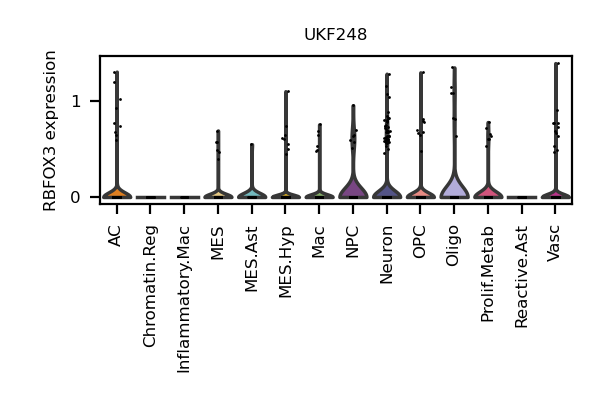 UKF248
RBFOX3 expression
1
0
AC
Chromatin.Reg
Inflammatory.Mac
MES
MES.Ast
MES.Hyp
Mac
NPC
Neuron
OPC
Oligo
Prolif.Metab
Reactive.Ast
Vasc